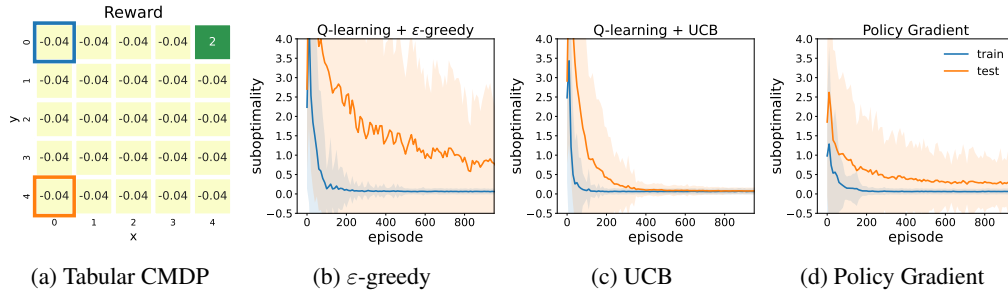 Reward
0 -0.04 -0.04 -0.04 -0.04 2
1 -0.04 -0.04 -0.04 -0.04 -0.04
y 2 -0.04 -0.04 -0.04 -0.04 -0.04
3 -0.04 -0.04 -0.04 -0.04 -0.04
4 -0.04 -0.04 -0.04 -0.04 -0.04
0 1 2 3 4
x
(a) Tabular CMDP
Q-learning + ε-greedy
suboptimality
4.0
3.5
3.0
2.5
2.0
1.5
1.0
0.5
0.0
−0.5
0 200 400 600 800
episode
(b) ε-greedy
Q-learning + UCB
suboptimality
4.0
3.5
3.0
2.5
2.0
1.5
1.0
0.5
0.0
−0.5
0 200 400 600 800
episode
(c) UCB
Policy Gradient
train
test
suboptimality
4.0
3.5
3.0
2.5
2.0
1.5
1.0
0.5
0.0
−0.5
0 200 400 600 800
episode
(d) Policy Gradient